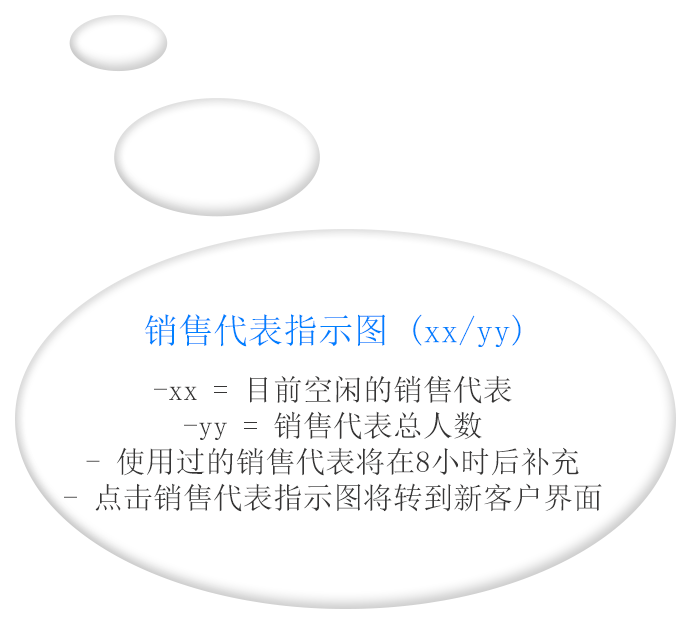 销售代表指示图 (xx/yy)
-xx = 目前空闲的销售代表
-yy = 销售代表总人数
- 使用过的销售代表将在8小时后补充
- 点击销售代表指示图将转到新客户界面